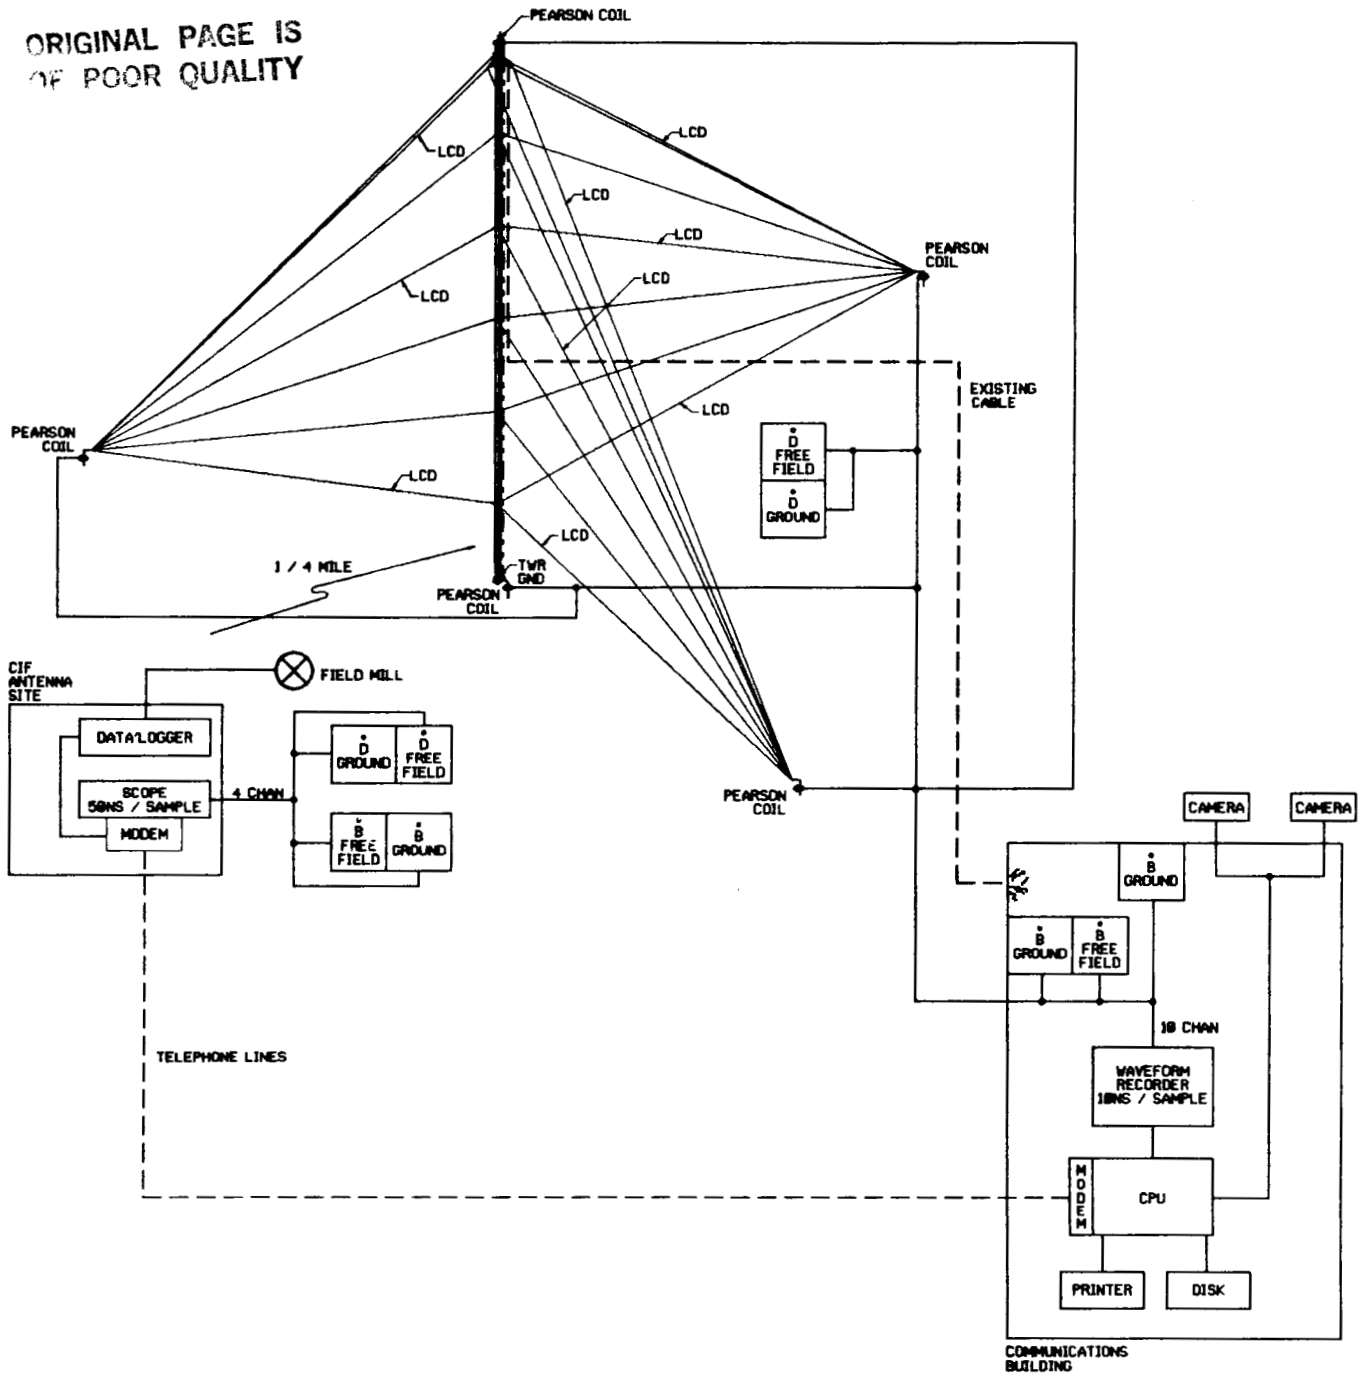 ORIGINAL PAGE IS
OF POOR QUALITY
PEARSON COIL
LCD
LCD
LCD
LCD
LCD
LCD
PEARSON
COIL
EXISTING
CABLE
LCD
PEARSON
COIL
Ḋ
FREE
FIELD
Ḋ
GROUND
LCD
LCD
1 / 4 MILE
TWR
GND
PEARSON
COIL
CIF
ANTENNA
SITE
FIELD MILL
DATA LOGGER
SCOPE
50NS / SAMPLE
MODEM
4 CHAN
Ḋ
GROUND
Ḋ
FREE
FIELD
Ḃ
FREE
FIELD
Ḃ
GROUND
PEARSON
COIL
CAMERA
CAMERA
Ḃ
GROUND
Ḃ
GROUND
Ḃ
FREE
FIELD
10 CHAN
TELEPHONE LINES
WAVEFORM
RECORDER
10NS / SAMPLE
MODEM
CPU
PRINTER
DISK
COMMUNICATIONS
BUILDING